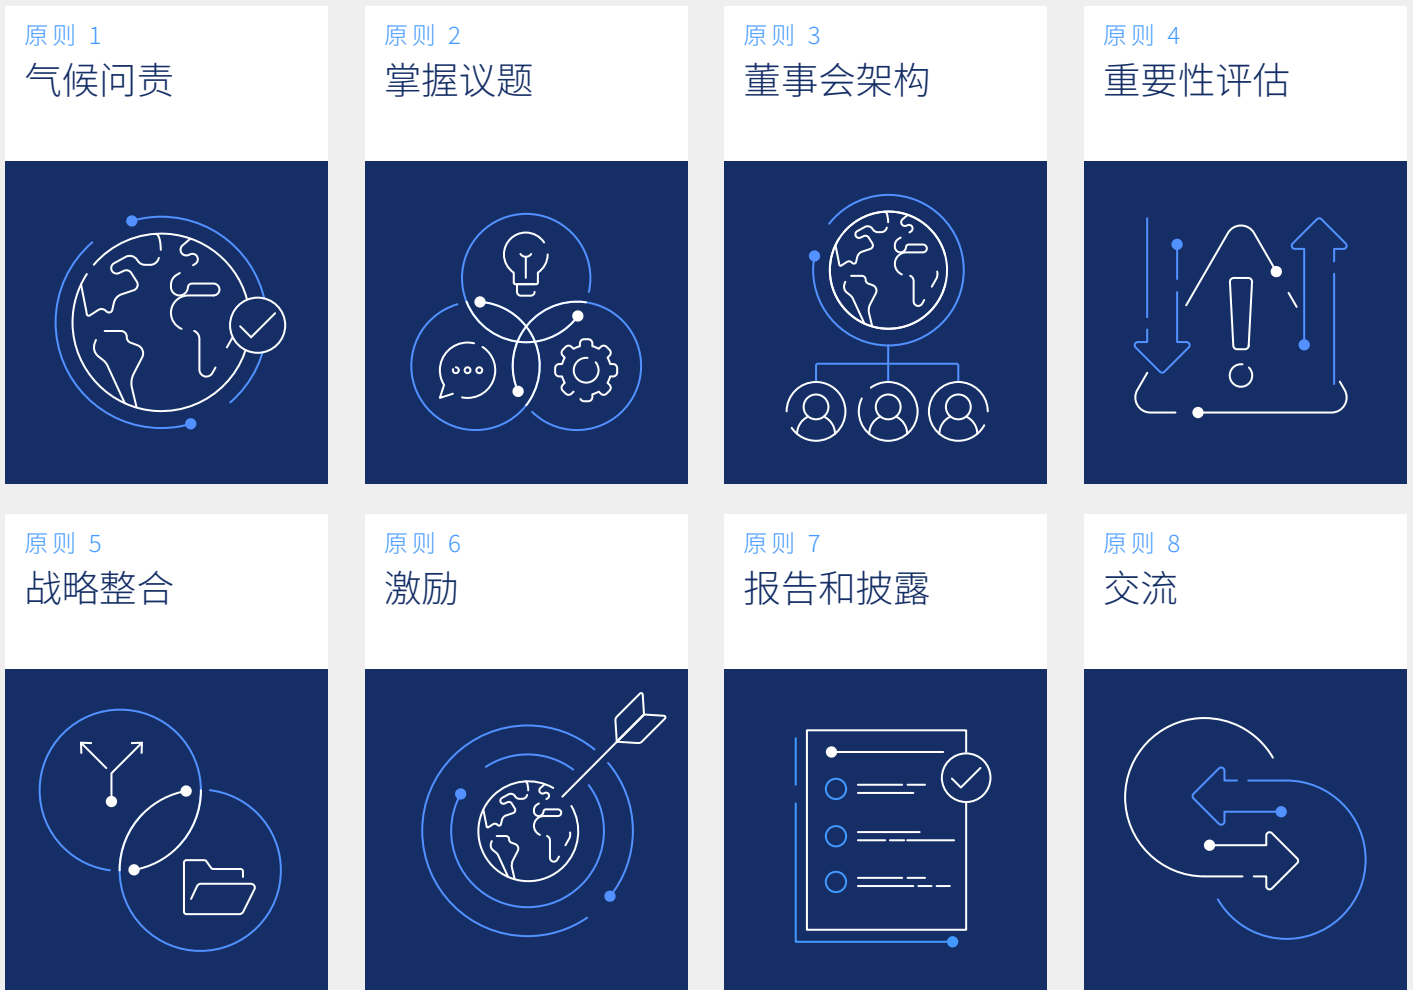 原则 1
气候问责
原则 2
掌握议题
原则 3
董事会架构
原则 4
重要性评估
原则 5
战略整合
原则 6
激励
原则 7
报告和披露
原则 8
交流